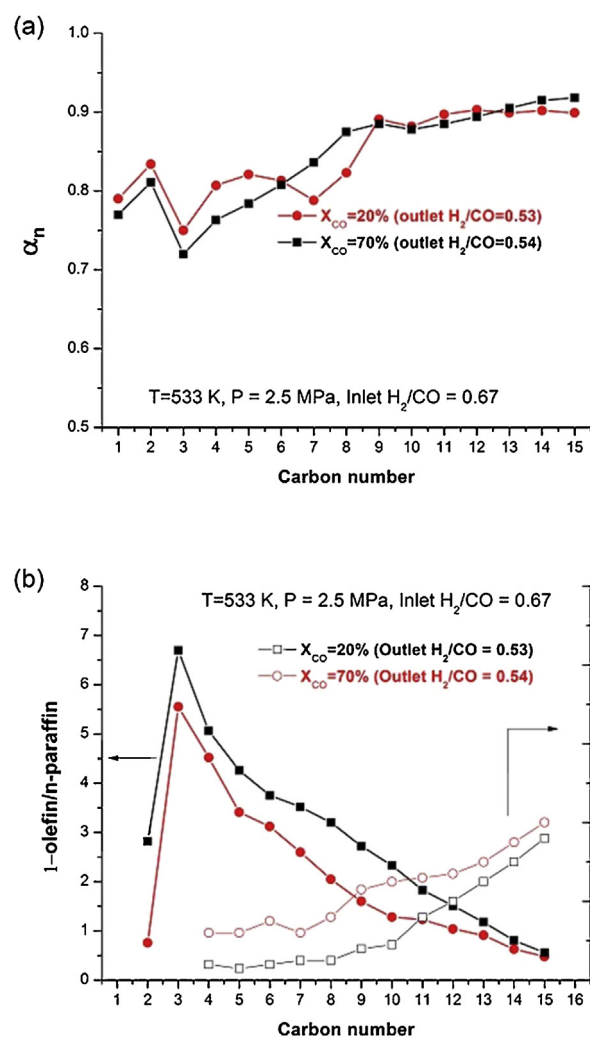 (a)
1.0
0.9
0.8
0.7
0.6
0.5
αn
X_CO=20% (outlet H2/CO=0.53)
X_CO=70% (outlet H2/CO=0.54)
T=533 K, P = 2.5 MPa, Inlet H2/CO = 0.67
1 2 3 4 5 6 7 8 9 10 11 12 13 14 15
Carbon number
(b)
8
7
6
5
4
3
2
1
0
1-olefin/n-paraffin
T=533 K, P = 2.5 MPa, Inlet H2/CO = 0.67
X_CO=20% (Outlet H2/CO = 0.53)
X_CO=70% (Outlet H2/CO = 0.54)
1 2 3 4 5 6 7 8 9 10 11 12 13 14 15 16
Carbon number